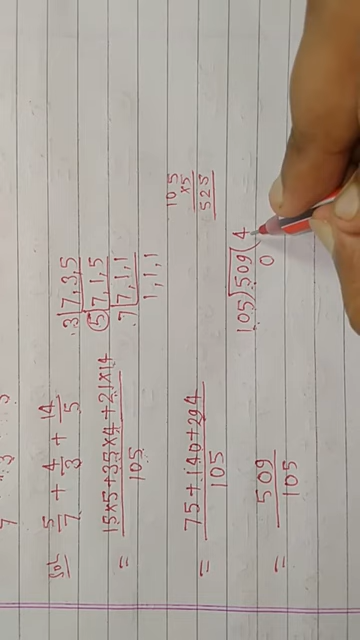 Sol 5/7 + 4/3 + 14/5
3 | 7, 3, 5
5 | 7, 1, 5
7 | 7, 1, 1
1, 1, 1
= 15×5+35×4+21×14
105
= 75+140+294
105
105
×5
525
= 509
105
105) 509 ( 4
0